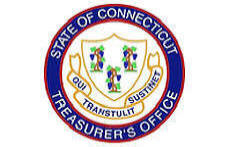 STATE OF CONNECTICUT
QUI
TRANSTULIT
SUSTINET
TREASURER'S OFFICE